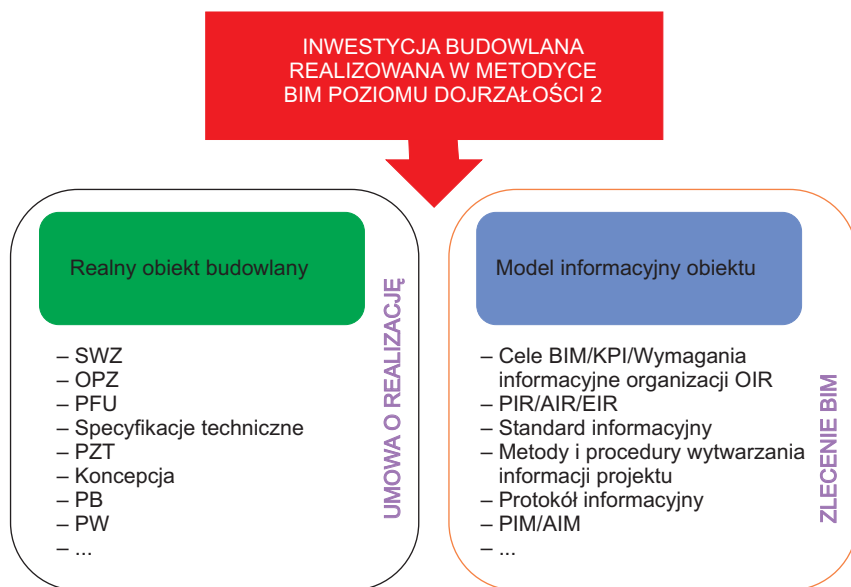 INWESTYCJA BUDOWLANA
REALIZOWANA W METODYCE
BIM POZIOMU DOJRZAŁOŚCI 2
Realny obiekt budowlany
– SWZ
– OPZ
– PFU
– Specyfikacje techniczne
– PZT
– Koncepcja
– PB
– PW
– ...
UMOWA O REALIZACJĘ
Model informacyjny obiektu
– Cele BIM/KPI/Wymagania
informacyjne organizacji OIR
– PIR/AIR/EIR
– Standard informacyjny
– Metody i procedury wytwarzania
informacji projektu
– Protokół informacyjny
– PIM/AIM
– ...
ZLECENIE BIM